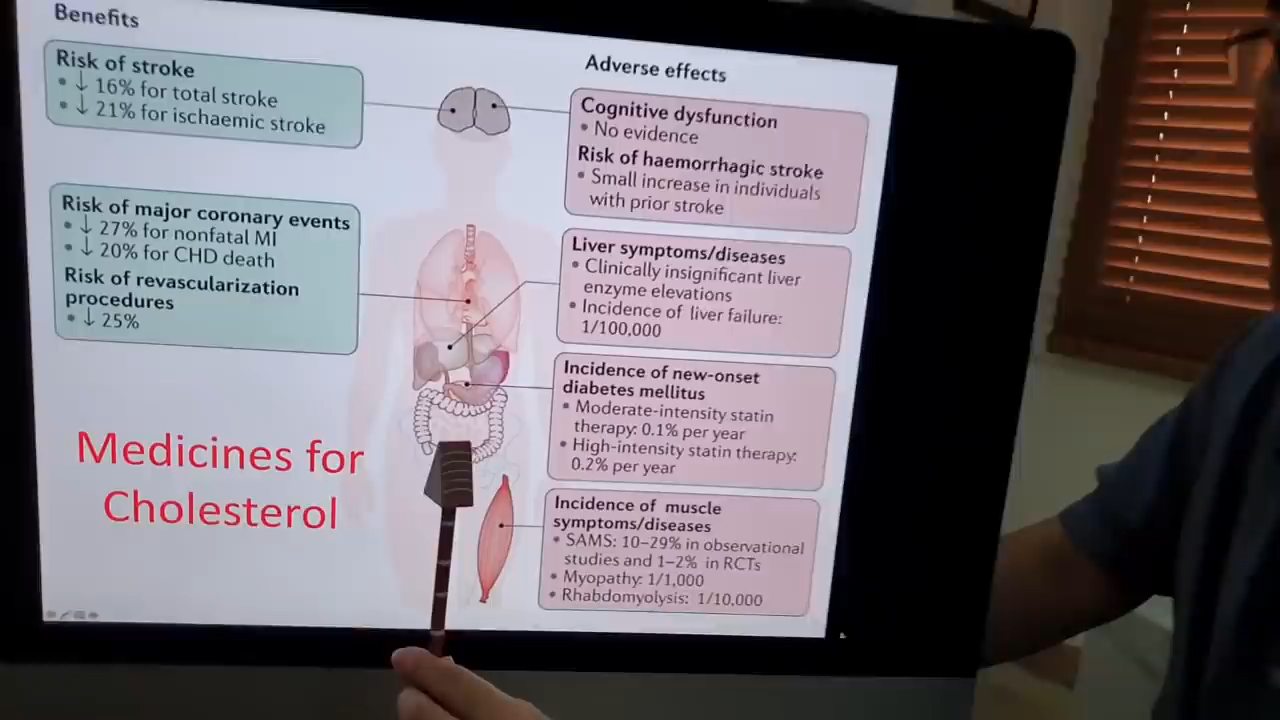 Benefits
Risk of stroke
• ↓ 16% for total stroke
• ↓ 21% for ischaemic stroke
Risk of major coronary events
• ↓ 27% for nonfatal MI
• ↓ 20% for CHD death
Risk of revascularization
procedures
• ↓ 25%
Medicines for
Cholesterol
Adverse effects
Cognitive dysfunction
• No evidence
Risk of haemorrhagic stroke
• Small increase in individuals
with prior stroke
Liver symptoms/diseases
• Clinically insignificant liver
enzyme elevations
• Incidence of liver failure:
1/100,000
Incidence of new-onset
diabetes mellitus
• Moderate-intensity statin
therapy: 0.1% per year
• High-intensity statin therapy:
0.2% per year
Incidence of muscle
symptoms/diseases
• SAMS: 10–29% in observational
studies and 1–2% in RCTs
• Myopathy: 1/1,000
• Rhabdomyolysis: 1/10,000